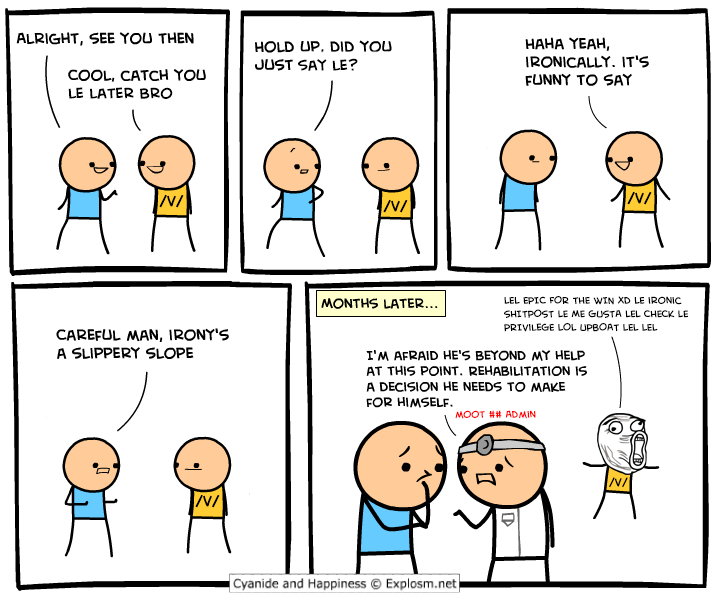 ALRIGHT, SEE YOU THEN
COOL, CATCH YOU
LE LATER BRO
/V/
HOLD UP. DID YOU
JUST SAY LE?
/V/
HAHA YEAH,
IRONICALLY. IT'S
FUNNY TO SAY
/V/
CAREFUL MAN, IRONY'S
A SLIPPERY SLOPE
/V/
MONTHS LATER...
LEL EPIC FOR THE WIN XD LE IRONIC
SHITPOST LE ME GUSTA LEL CHECK LE
PRIVILEGE LOL UPBOAT LEL LEL
I'M AFRAID HE'S BEYOND MY HELP
AT THIS POINT. REHABILITATION IS
A DECISION HE NEEDS TO MAKE
FOR HIMSELF.
MOOT ## ADMIN
/V/
Cyanide and Happiness © Explosm.net